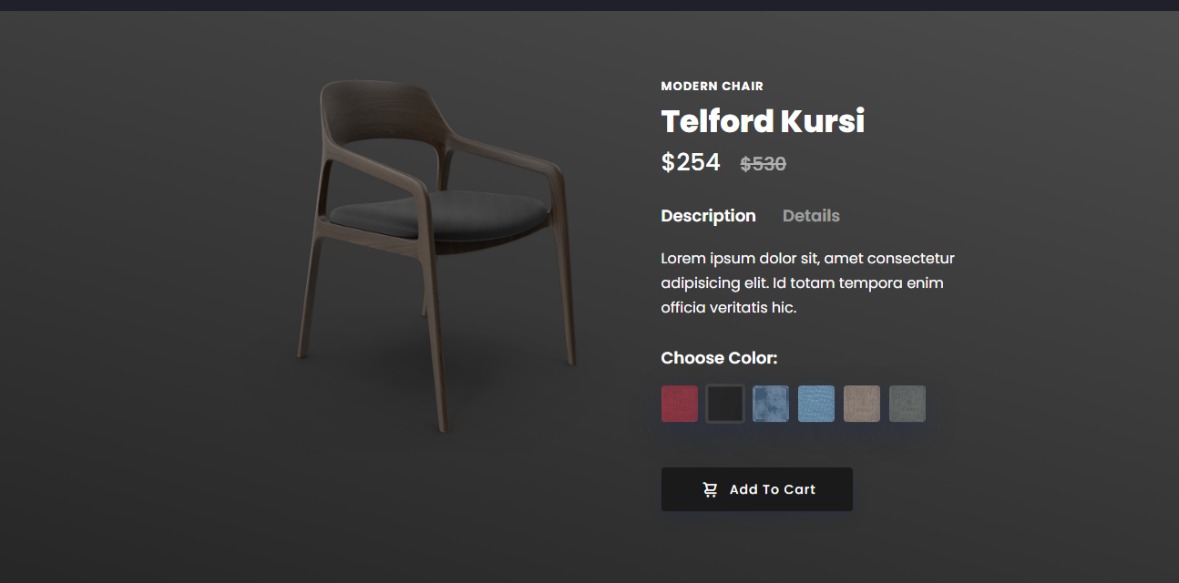 MODERN CHAIR
Telford Kursi
$254 $530
Description Details
Lorem ipsum dolor sit, amet consectetur
adipisicing elit. Id totam tempora enim
officia veritatis hic.
Choose Color:
Add To Cart